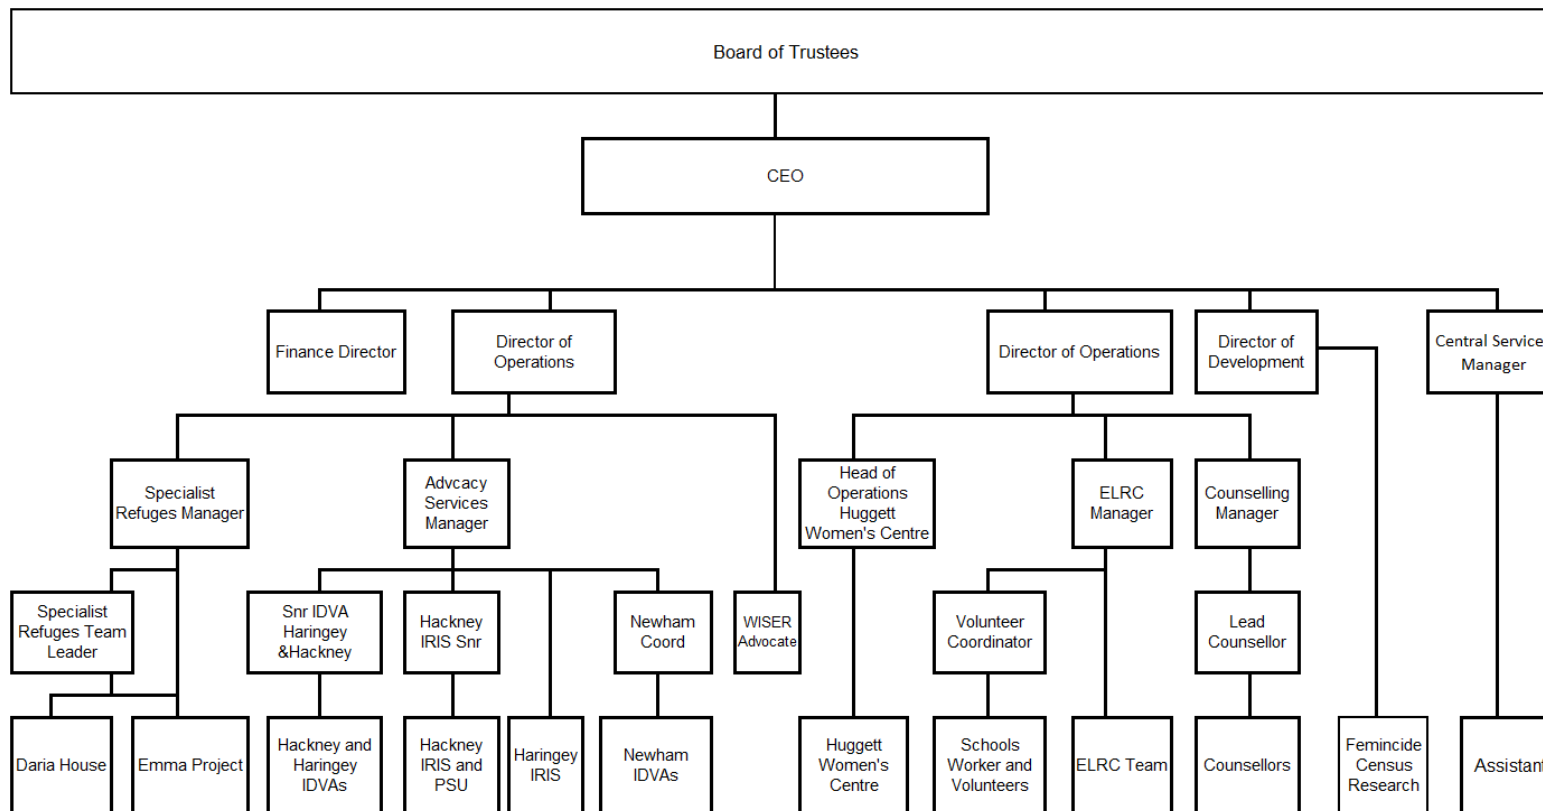 Board of Trustees
CEO
Finance Director
Director of
Operations
Director of Operations
Director of
Development
Central Service
Manager
Specialist
Refuges Manager
Advcacy
Services
Manager
Head of
Operations
Huggett
Women's Centre
ELRC
Manager
Counselling
Manager
Specialist
Refuges Team
Leader
Snr IDVA
Haringey
&Hackney
Hackney
IRIS Snr
Newham
Coord
WISER
Advocate
Volunteer
Coordinator
Lead
Counsellor
Daria House
Emma Project
Hackney and
Haringey
IDVAs
Hackney
IRIS and
PSU
Haringey
IRIS
Newham
IDVAs
Huggett
Women's
Centre
Schools
Worker and
Volunteers
ELRC Team
Counsellors
Femincide
Census
Research
Assistant